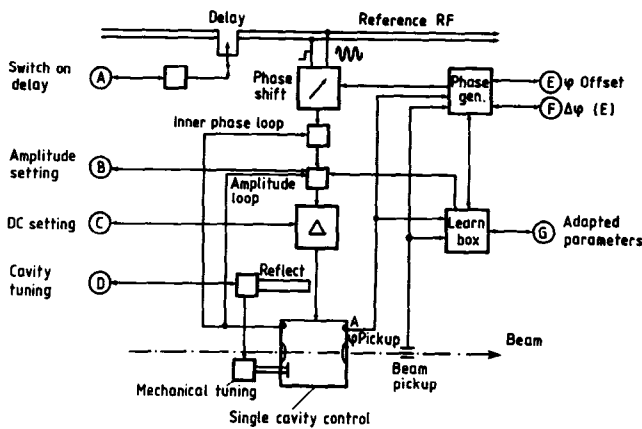 Delay
Reference RF
Switch on
delay
A
Phase
shift
Phase
gen.
E φ Offset
F Δφ (E)
Inner phase loop
Amplitude
setting
B
Amplitude
loop
DC setting
C
Δ
Learn
box
G
Adapted
parameters
Cavity
tuning
D
Reflect
A
φ Pickup
Beam
Beam
pickup
Mechanical tuning
Single cavity control